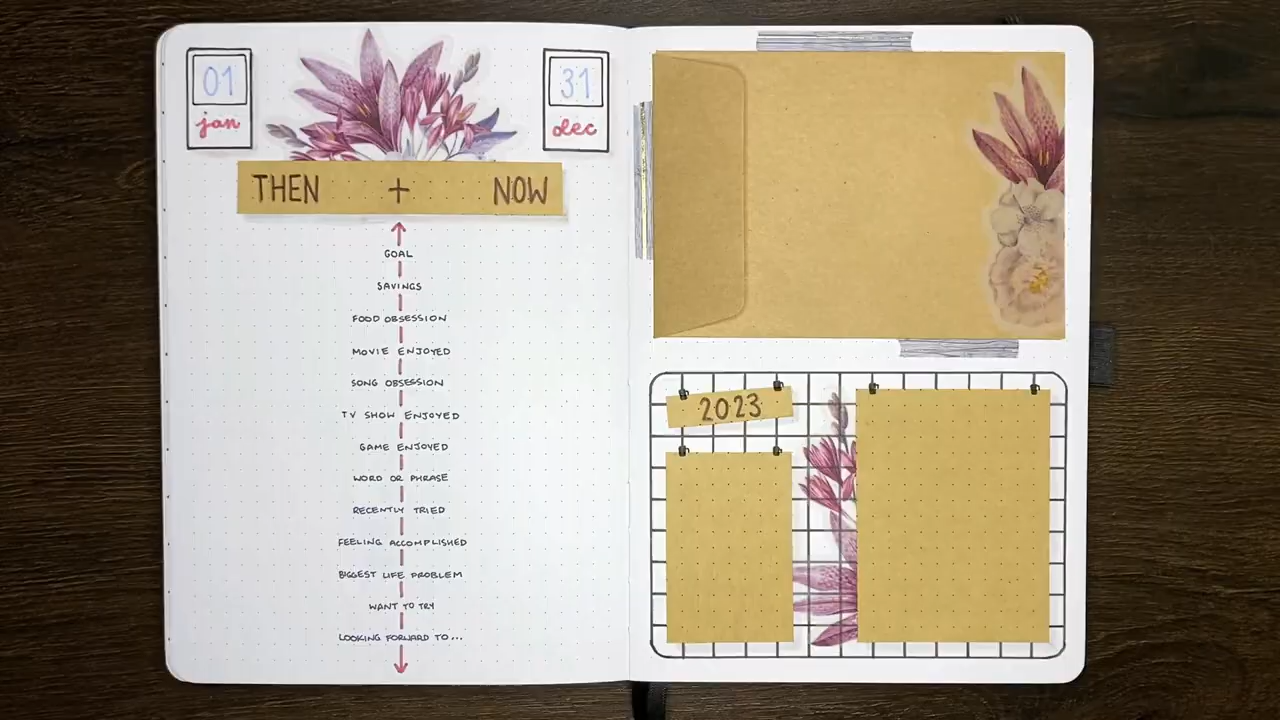 01
jan
31
dec
THEN + NOW
GOAL
SAVINGS
FOOD OBSESSION
MOVIE ENJOYED
SONG OBSESSION
TV SHOW ENJOYED
GAME ENJOYED
WORD OR PHRASE
RECENTLY TRIED
FEELING ACCOMPLISHED
BIGGEST LIFE PROBLEM
WANT TO TRY
LOOKING FORWARD TO...
2023